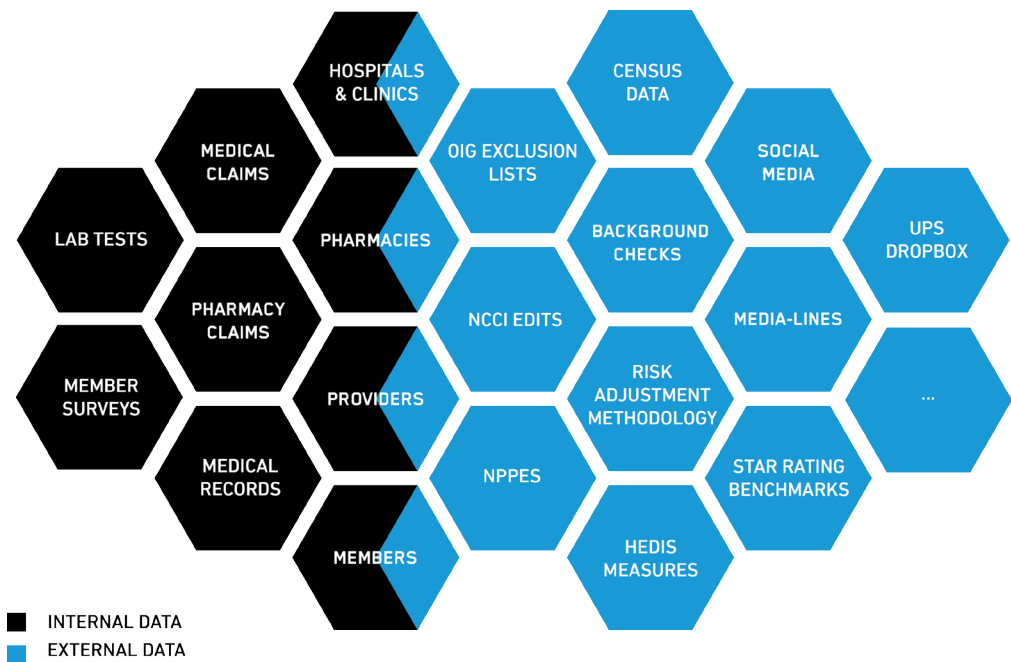 HOSPITALS
& CLINICS
CENSUS
DATA
MEDICAL
CLAIMS
OIG EXCLUSION
LISTS
SOCIAL
MEDIA
LAB TESTS
PHARMACIES
BACKGROUND
CHECKS
UPS
DROPBOX
PHARMACY
CLAIMS
NCCI EDITS
MEDIA-LINES
MEMBER
SURVEYS
PROVIDERS
RISK
ADJUSTMENT
METHODOLOGY
...
MEDICAL
RECORDS
NPPES
STAR RATING
BENCHMARKS
MEMBERS
HEDIS
MEASURES
INTERNAL DATA
EXTERNAL DATA